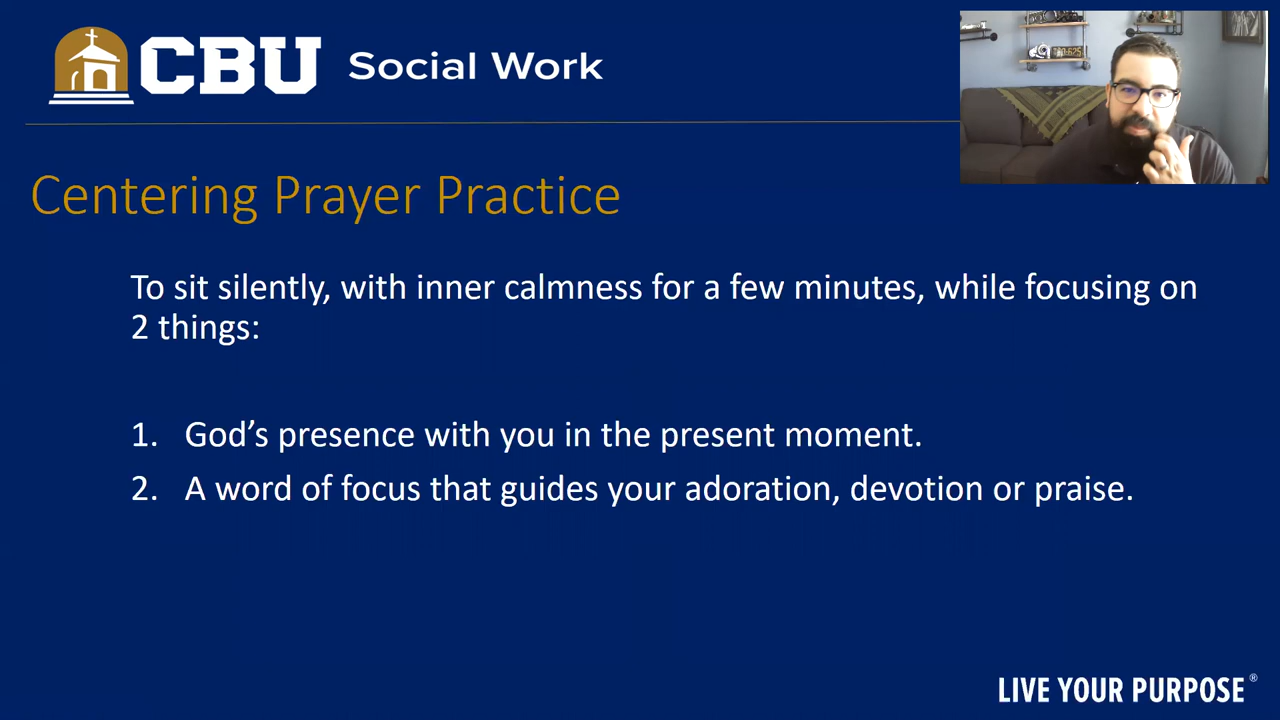 CBU Social Work
Centering Prayer Practice
To sit silently, with inner calmness for a few minutes, while focusing on
2 things:
1. God’s presence with you in the present moment.
2. A word of focus that guides your adoration, devotion or praise.
LIVE YOUR PURPOSE®